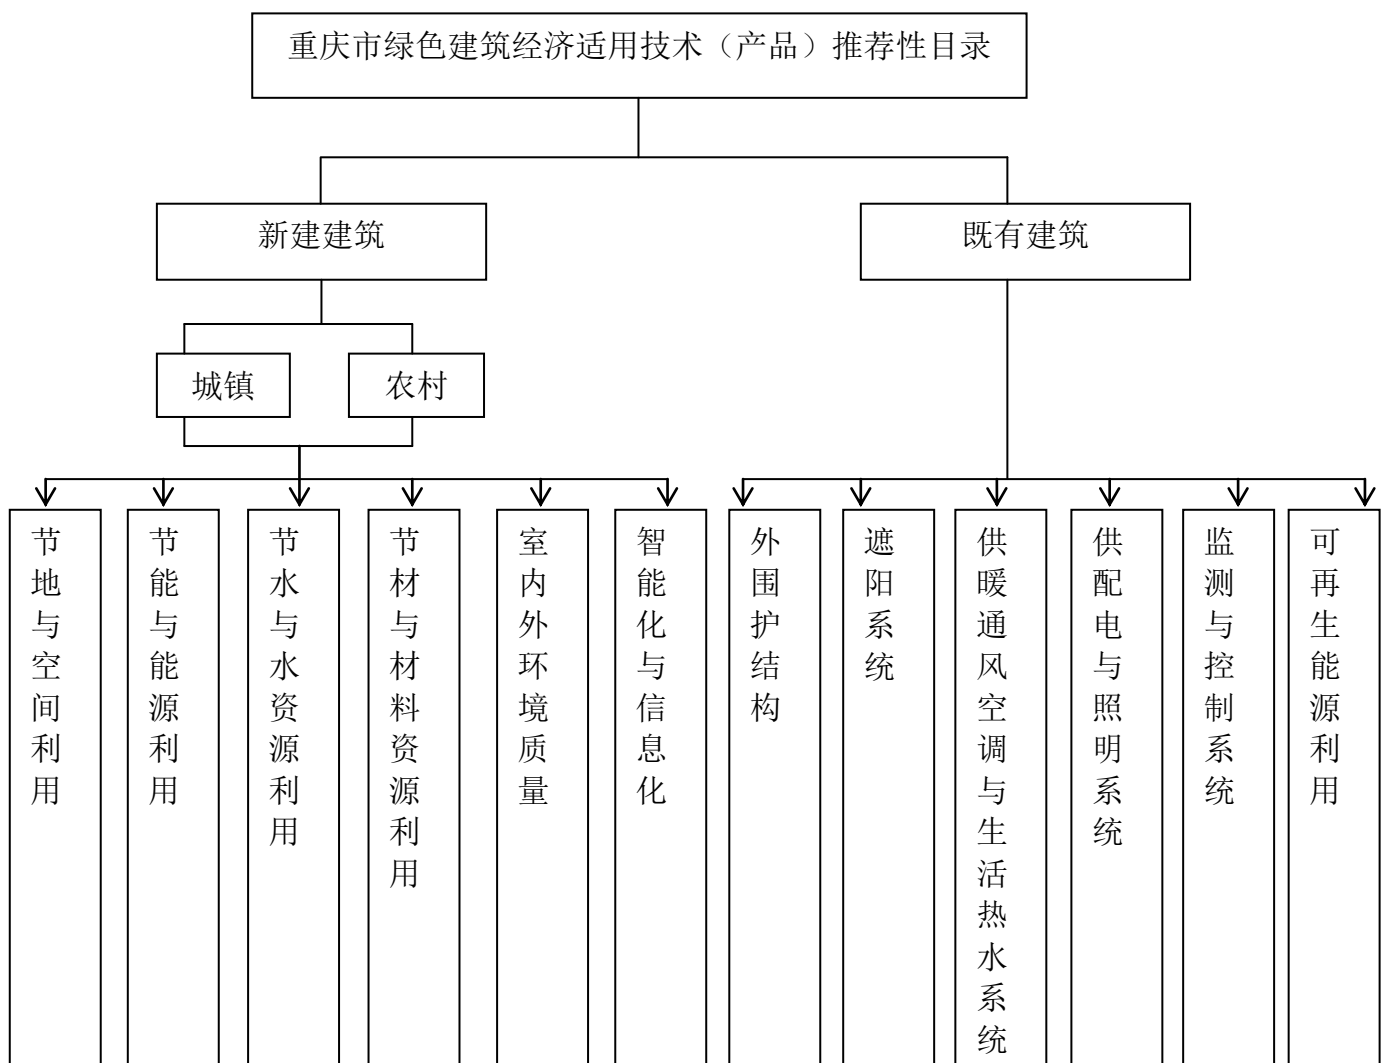 重庆市绿色建筑经济适用技术（产品）推荐性目录
新建建筑
既有建筑
城镇
农村
节地与空间利用
节能与能源利用
节水与水资源利用
节材与材料资源利用
室内外环境质量
智能化与信息化
外围护结构
遮阳系统
供暖通风空调与生活热水系统
供配电与照明系统
监测与控制系统
可再生能源利用